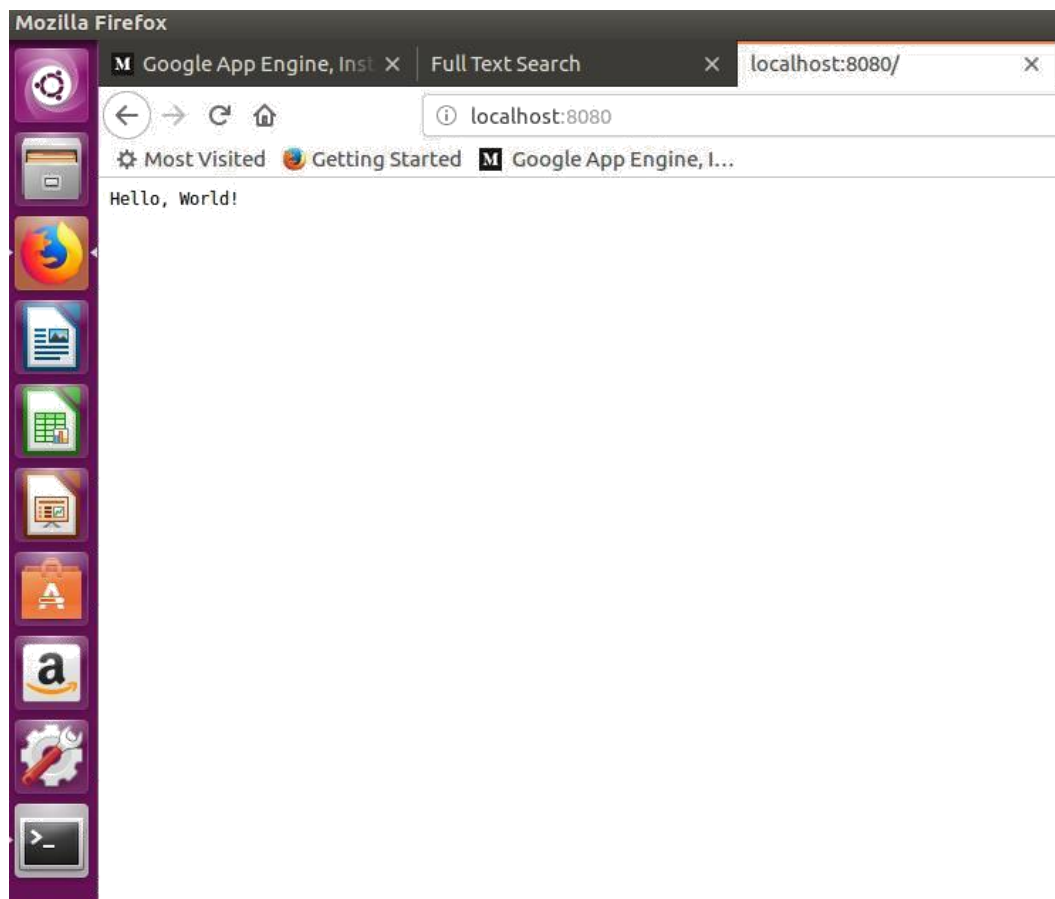 Mozilla Firefox
M Google App Engine, Inst
Full Text Search
localhost:8080/
localhost:8080
Most Visited
Getting Started
M Google App Engine, I...
Hello, World!
A
a
>_